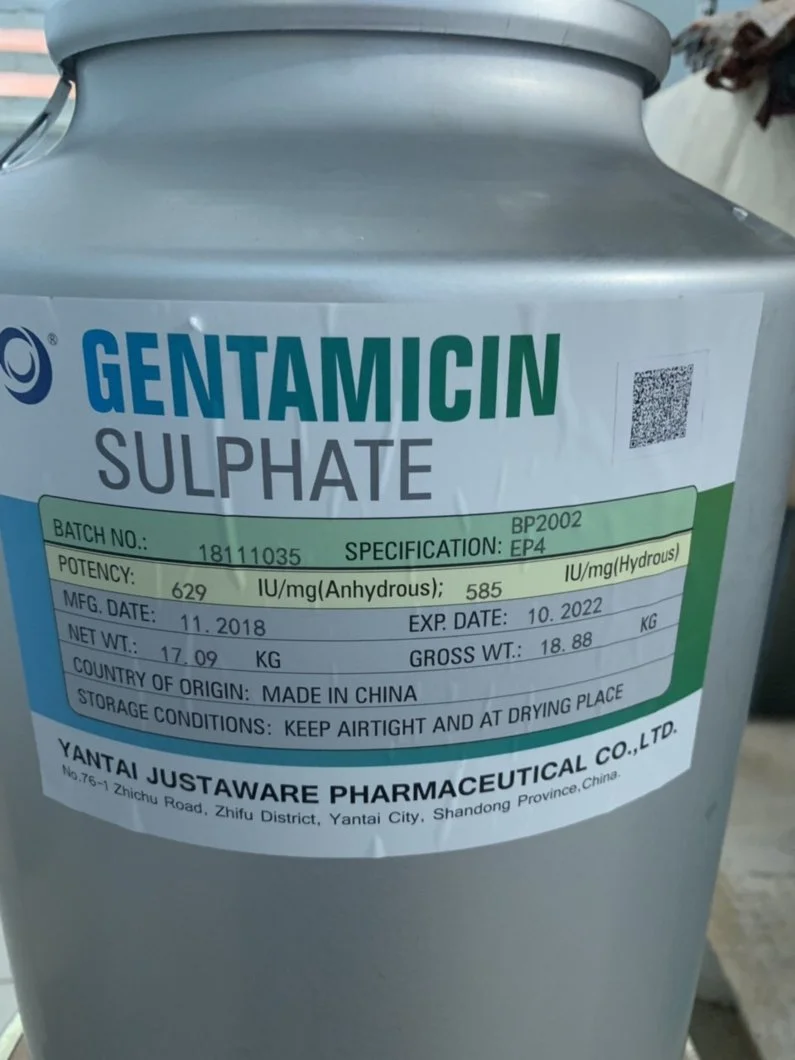 ®
GENTAMICIN
SULPHATE
BATCH NO.: 18111035 SPECIFICATION: BP2002 EP4
POTENCY: 629 IU/mg(Anhydrous); 585 IU/mg(Hydrous)
MFG. DATE: 11. 2018 EXP. DATE: 10. 2022
NET WT.: 17. 09 KG GROSS WT.: 18. 88 KG
COUNTRY OF ORIGIN: MADE IN CHINA
STORAGE CONDITIONS: KEEP AIRTIGHT AND AT DRYING PLACE
YANTAI JUSTAWARE PHARMACEUTICAL CO.,LTD.
No.76-1 Zhichu Road, Zhifu District, Yantai City, Shandong Province,China.